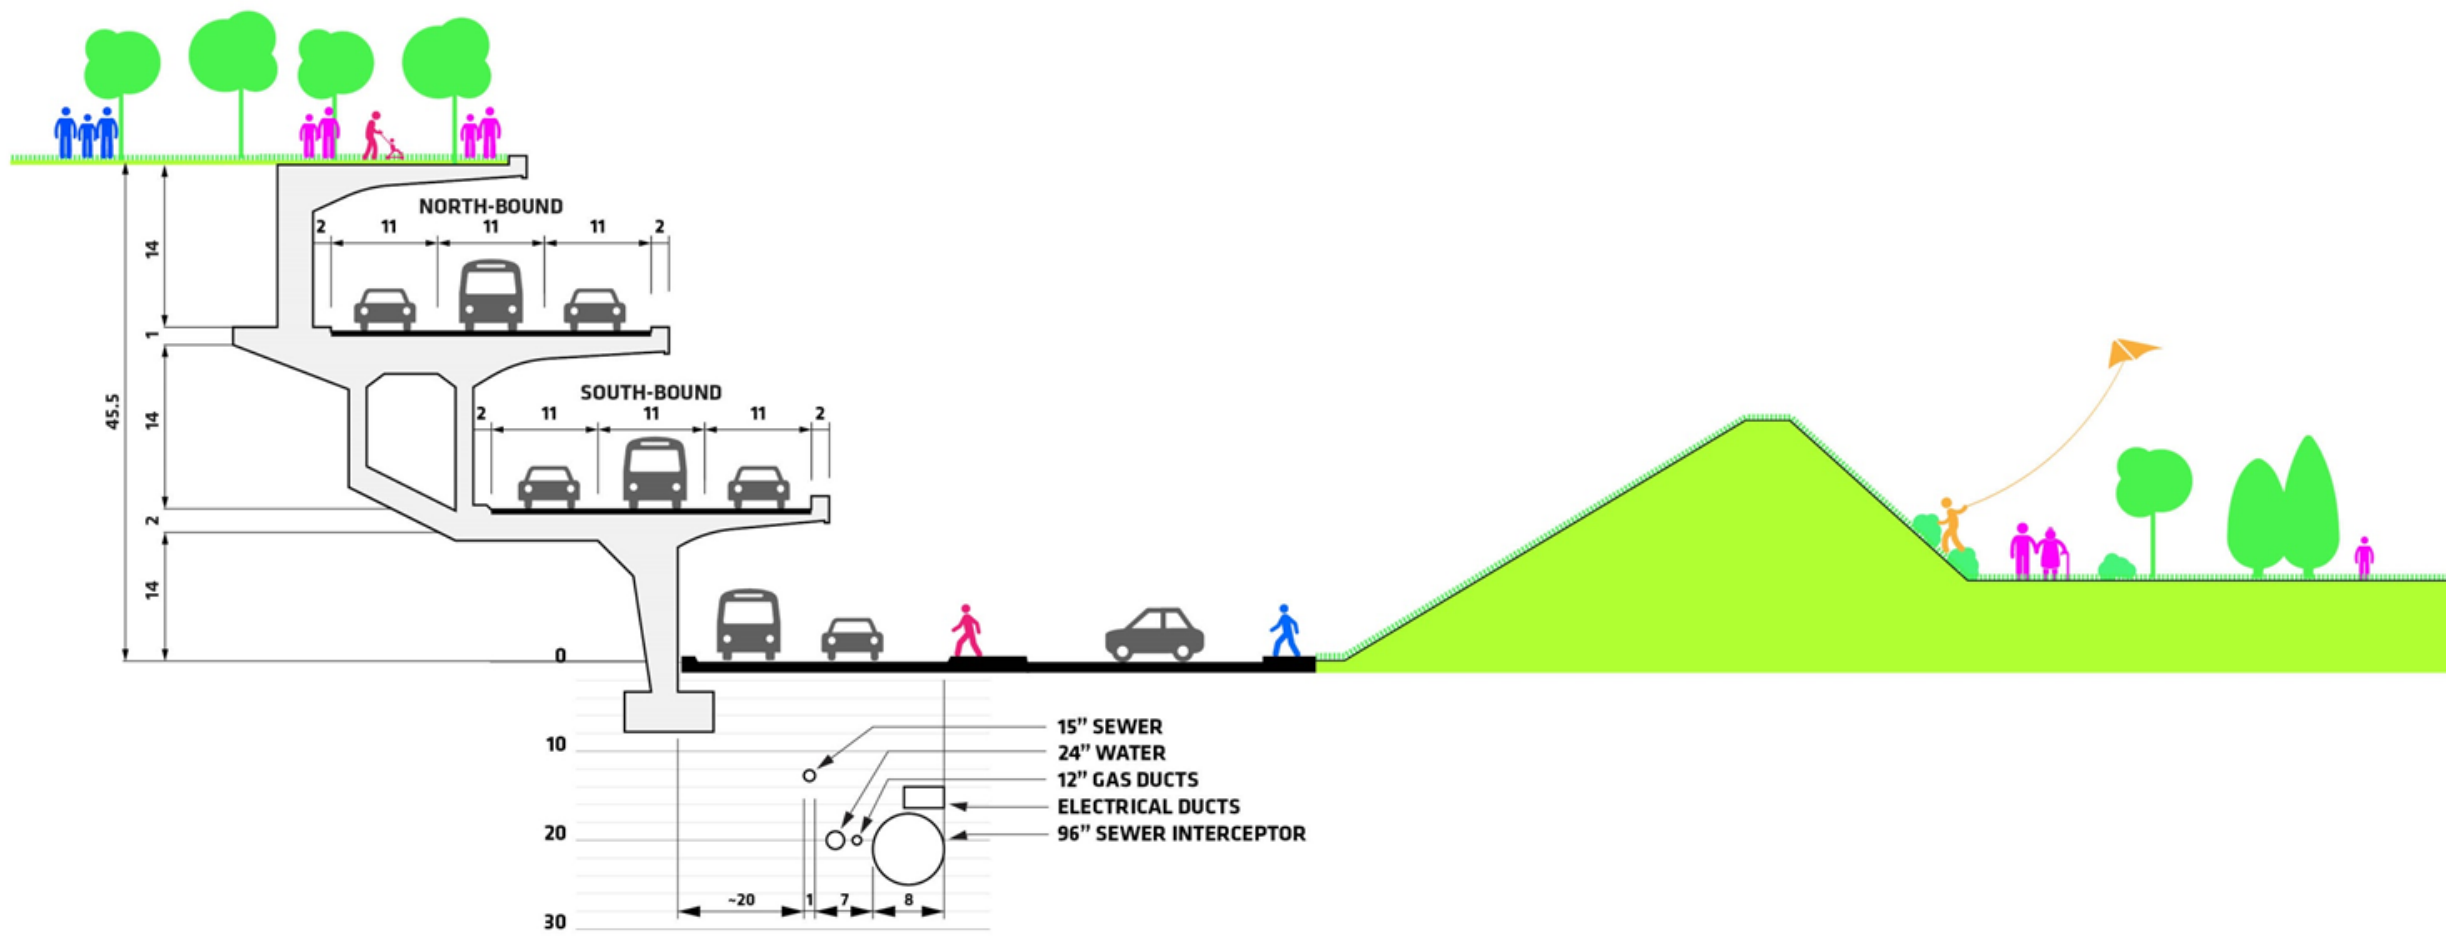 NORTH-BOUND
2 11 11 11 2
14
1
SOUTH-BOUND
2 11 11 11 2
45.5
14
2
14
0
15” SEWER
24” WATER
12” GAS DUCTS
ELECTRICAL DUCTS
96” SEWER INTERCEPTOR
10
20
~20 1 7 8
30